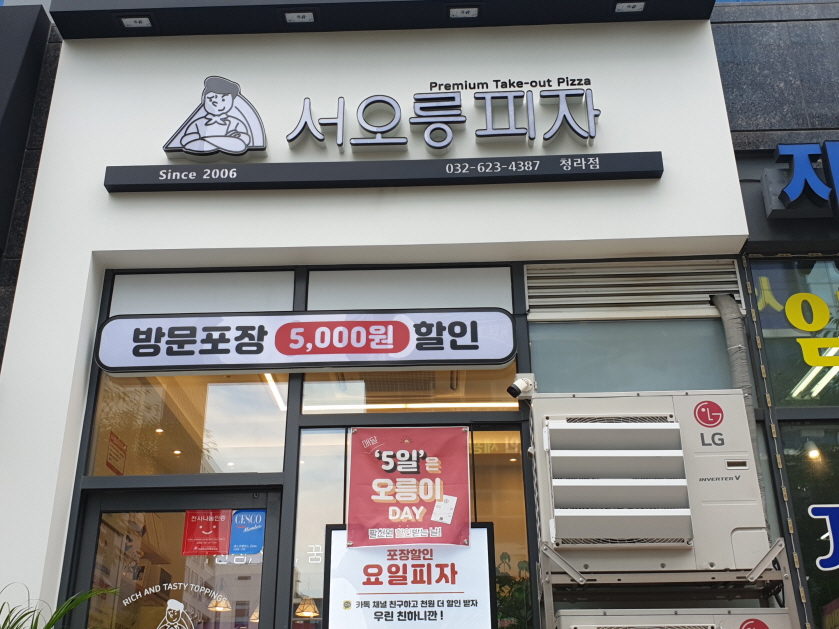 Premium Take-out Pizza
서오릉피자
Since 2006
032-623-4387 청라점
방문포장 5,000원 할인
LG
INVERTER V
매달
'5일'은
오릉이
DAY
포장할인
요일피자
카톡 채널 친구하고 천원 더 할인 받자
우린 친하니깐 !
CESCO
RICH AND TASTY TOPPINGS